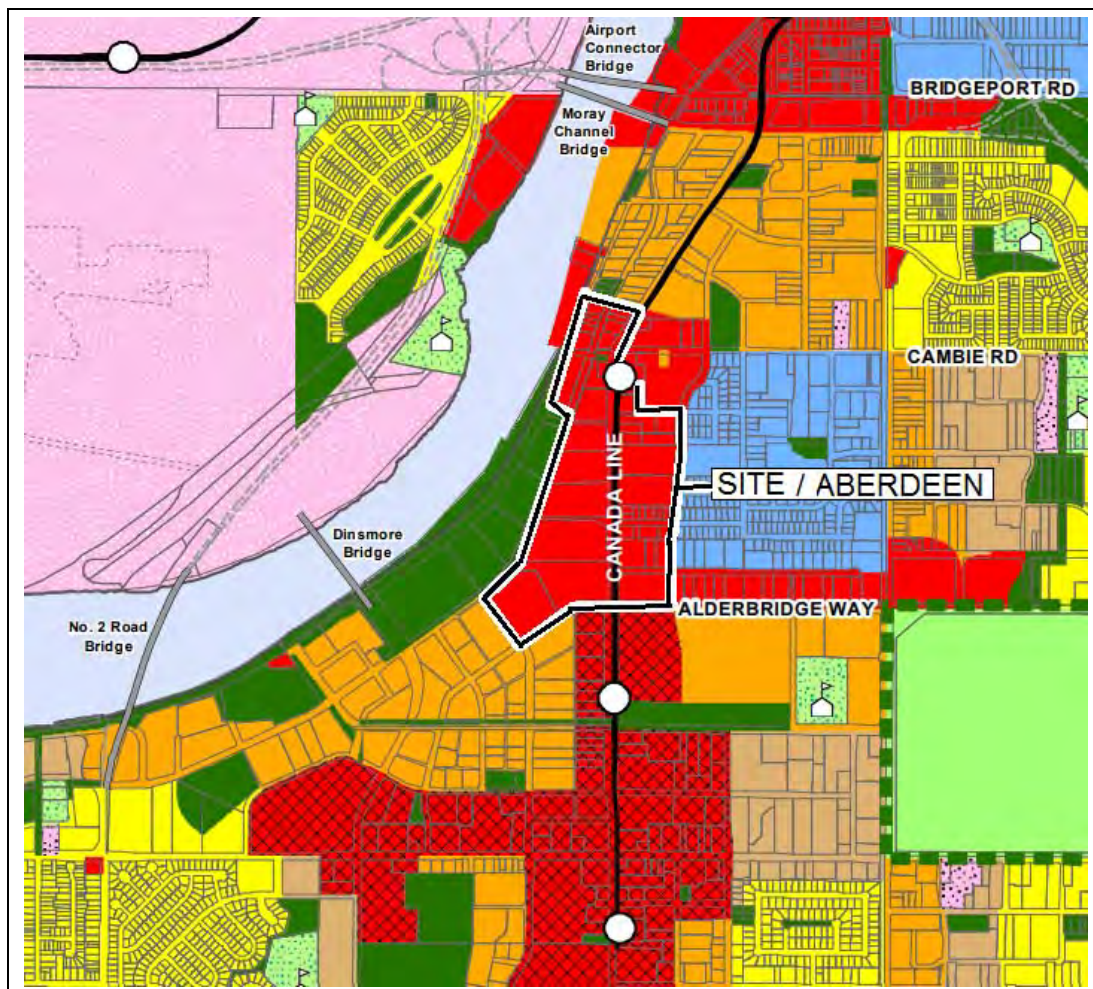 Airport
Connector
Bridge
BRIDGEPORT RD
Moray
Channel
Bridge
CAMBIE RD
CANADA LINE
SITE / ABERDEEN
Dinsmore
Bridge
ALDERBRIDGE WAY
No. 2 Road
Bridge